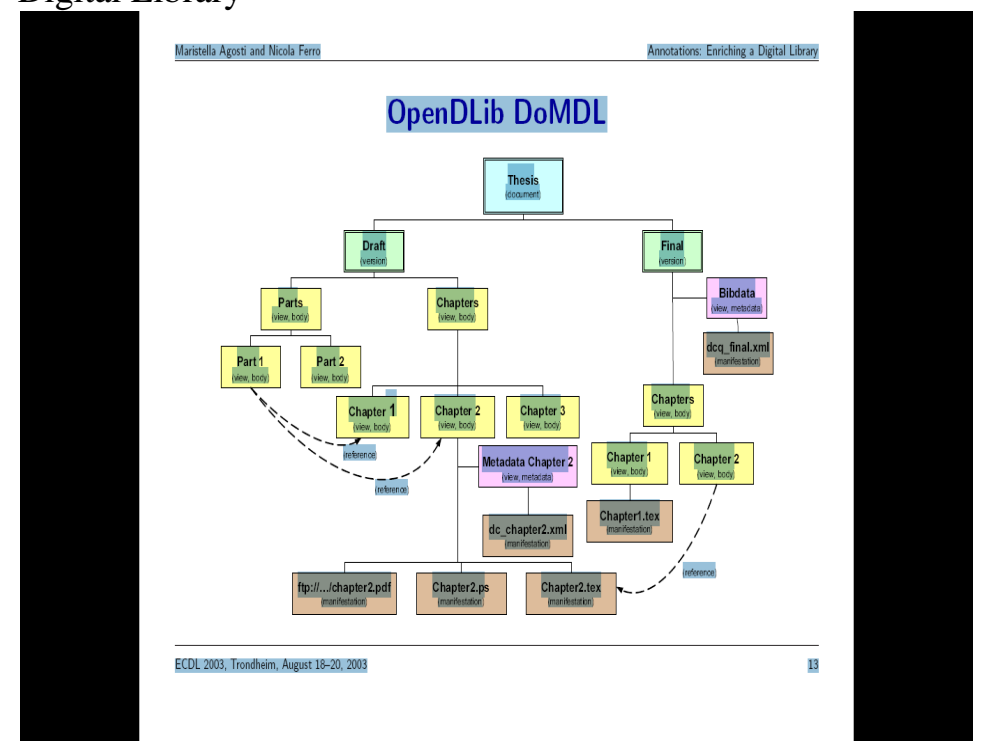 Digital Library
Maristella Agosti and Nicola Ferro
Annotations: Enriching a Digital Library
OpenDLib DoMDL
Thesis
(document)
Draft
(version)
Final
(version)
Parts
(view, body)
Chapters
(view, body)
Bibdata
(view, metadata)
dcq_final.xml
(manifestation)
Part 1
(view, body)
Part 2
(view, body)
Chapters
(view, body)
Chapter 1
(view, body)
Chapter 2
(view, body)
Chapter 3
(view, body)
(reference)
(reference)
Metadata Chapter 2
(view, metadata)
Chapter 1
(view, body)
Chapter 2
(view, body)
dc_chapter2.xml
(manifestation)
Chapter1.tex
(manifestation)
(reference)
ftp://.../chapter2.pdf
(manifestation)
Chapter2.ps
(manifestation
Chapter2.tex
(manifestation)
ECDL 2003, Trondheim, August 18–20, 2003
13